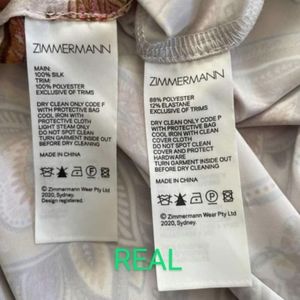 ZIMMERMANN
MAIN:
100% SILK
TRIM:
100% POLYESTER
EXCLUSIVE OF TRIMS
DRY CLEAN ONLY CODE P
WITH PROTECTIVE BAG
COOL IRON WITH
PROTECTIVE CLOTH
LIGHT STEAM ONLY
DO NOT SPOT CLEAN
TURN GARMENT INSIDE OUT
BEFORE DRY CLEANING
MADE IN CHINA
© Zimmermann Wear Pty Ltd
2020, Sydney.
Design registered.
ZIMMERMANN
88% POLYESTER
12% ELASTANE
EXCLUSIVE OF TRIMS
DRY CLEAN ONLY CODE P
WITH PROTECTIVE BAG
COOL IRON WITH
COVER CLOTH
DO NOT SPOT CLEAN
COVER AND PROTECT
HARDWARE
TURN GARMENT INSIDE OUT
BEFORE DRY CLEANING
MADE IN CHINA
© Zimmermann Wear Pty Ltd
2020, Sydney.
REAL